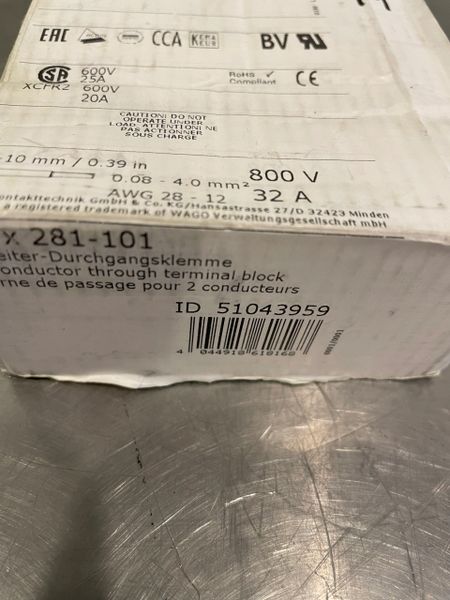 EAC CCA KEMA KEUR BV
SP 600V
25A
XCFR2 600V
20A
RoHS ✓
Compliant CE
CAUTION: DO NOT
OPERATE UNDER
LOAD-ATTENTION: NE
PAS ACTIONNER
SOUS CHARGE
10 mm / 0.39 in
0.08 - 4.0 mm² 800 V
AWG 28 - 12 32 A
ontakttechnik GmbH & Co. KG/Hansastrasse 27/D 32423 Minden
a registered trademark of WAGO Verwaltungsgesellschaft mbH
x 281-101
eiter-Durchgangsklemme
onductor through terminal block
rne de passage pour 2 conducteurs
ID 51043959
4 044918 618168